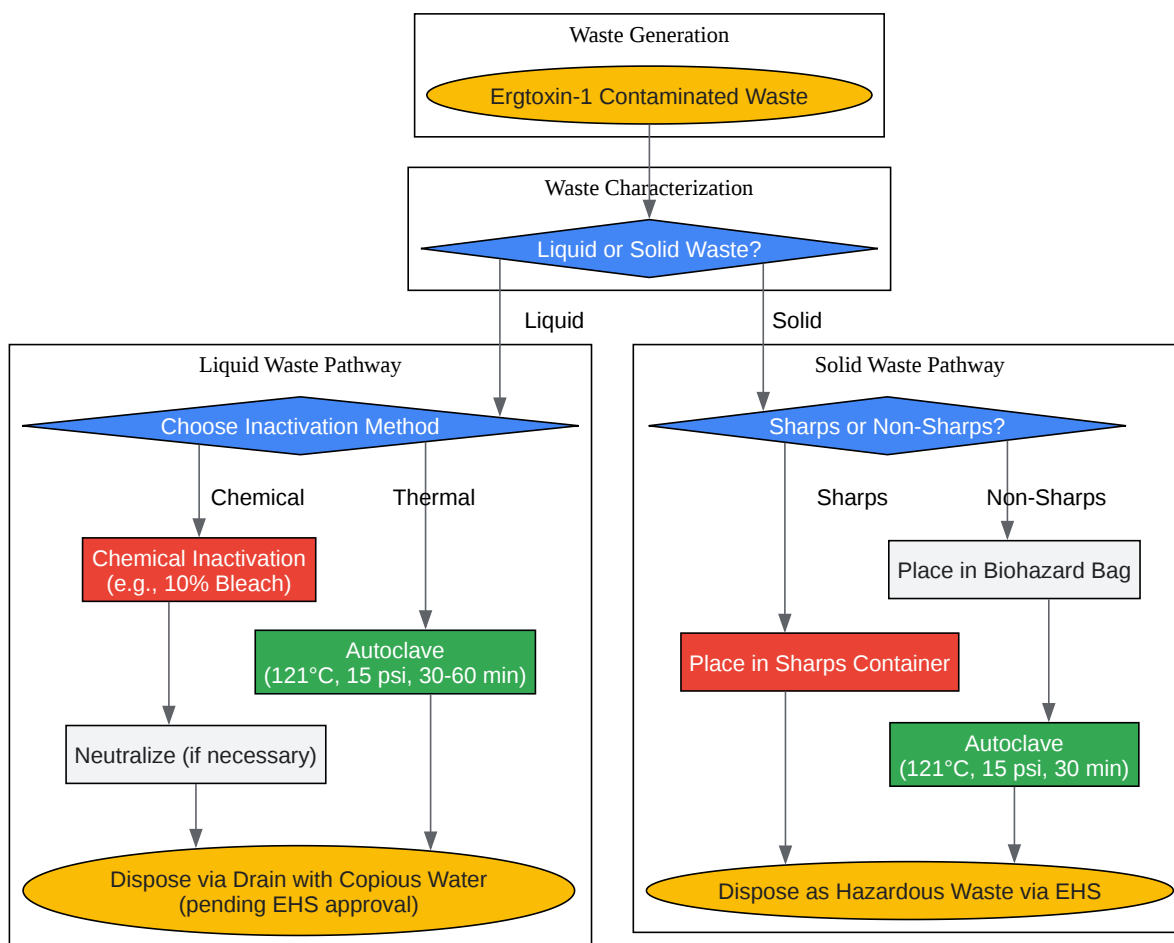 Waste Generation
Ergtoxin-1 Contaminated Waste
Waste Characterization
Liquid or Solid Waste?
Liquid
Solid
Liquid Waste Pathway
Choose Inactivation Method
Chemical
Thermal
Chemical Inactivation
(e.g., 10% Bleach)
Autoclave
(121°C, 15 psi, 30-60 min)
Neutralize (if necessary)
Dispose via Drain with Copious Water
(pending EHS approval)
Solid Waste Pathway
Sharps or Non-Sharps?
Sharps
Non-Sharps
Place in Biohazard Bag
Place in Sharps Container
Autoclave
(121°C, 15 psi, 30 min)
Dispose as Hazardous Waste via EHS